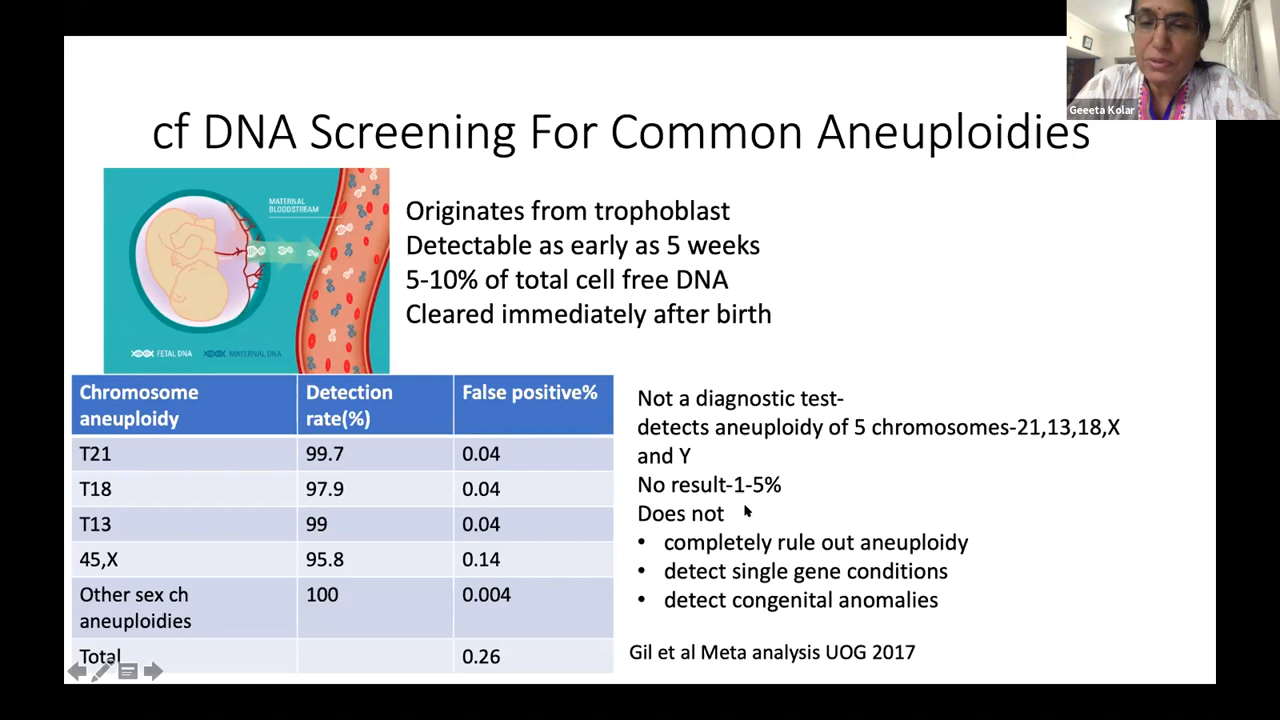 Geeeta Kolar
cf DNA Screening For Common Aneuploidies
MATERNAL
BLOODSTREAM
FETAL DNA
MATERNAL DNA
Originates from trophoblast
Detectable as early as 5 weeks
5-10% of total cell free DNA
Cleared immediately after birth
Chromosome aneuploidy Detection rate(%) False positive%
T21 99.7 0.04
T18 97.9 0.04
T13 99 0.04
45,X 95.8 0.14
Other sex ch aneuploidies 100 0.004
Total 0.26
Not a diagnostic test-
detects aneuploidy of 5 chromosomes-21,13,18,X
and Y
No result-1-5%
Does not
• completely rule out aneuploidy
• detect single gene conditions
• detect congenital anomalies
Gil et al Meta analysis UOG 2017